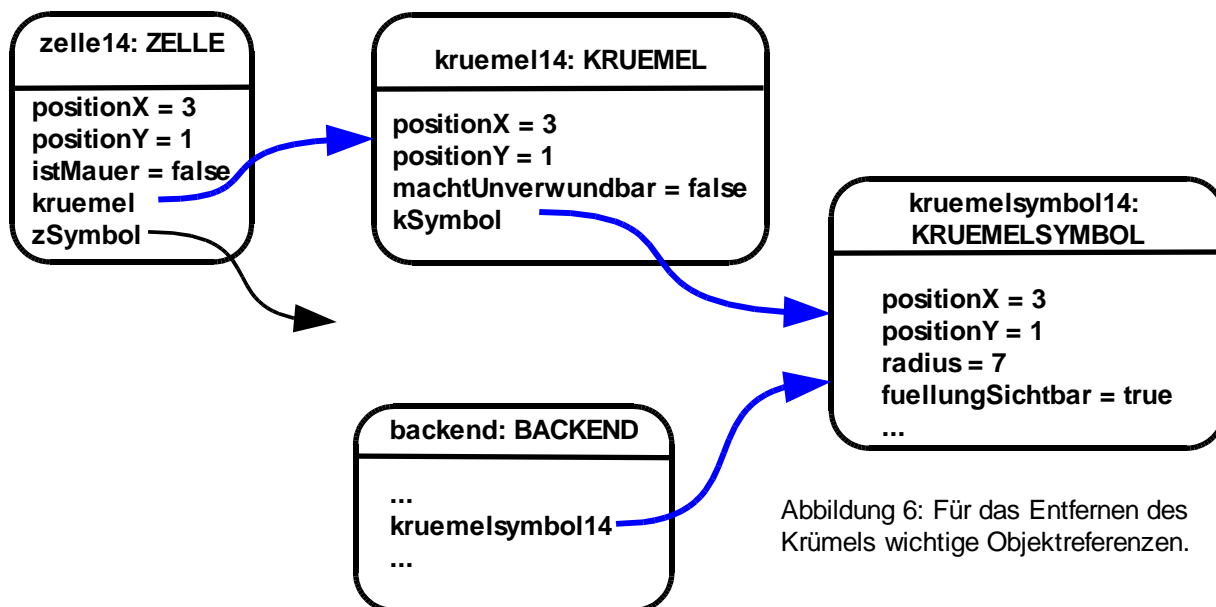 zelle14: ZELLE
positionX = 3
positionY = 1
istMauer = false
kruemel
zSymbol
kruemel14: KRUEMEL
positionX = 3
positionY = 1
machtUnverwundbar = false
kSymbol
kruemelsymbol14:
KRUEMELSYMBOL
positionX = 3
positionY = 1
radius = 7
fuellungSichtbar = true
...
backend: BACKEND
...
kruemelsymbol14
...
Abbildung 6: Für das Entfernen des
Krümels wichtige Objektreferenzen.